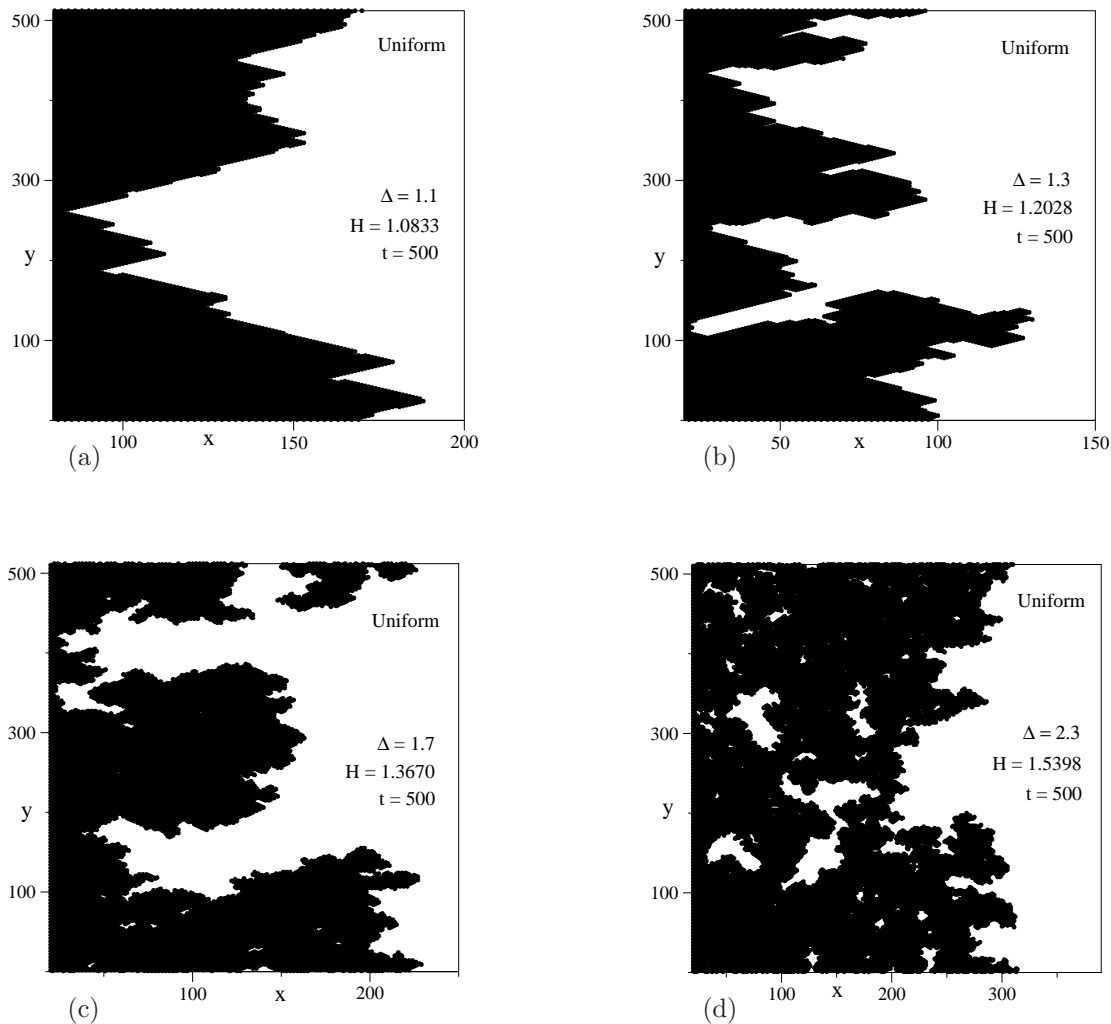 500
Uniform
300
Δ = 1.1
H = 1.0833
t = 500
y
100
100
x
150
200
(a)
500
Uniform
300
Δ = 1.3
H = 1.2028
t = 500
y
100
50
x
100
150
(b)
500
Uniform
300
Δ = 1.7
H = 1.3670
t = 500
y
100
100
x
200
(c)
500
Uniform
300
Δ = 2.3
H = 1.5398
t = 500
y
100
100
x
200
300
(d)